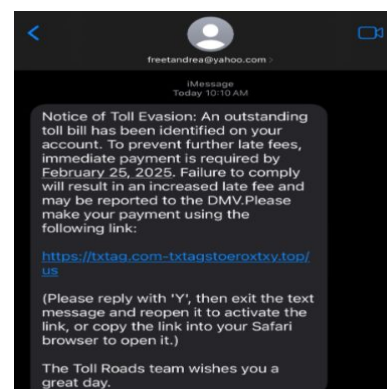 freetandrea@yahoo.com >
iMessage
Today 10:10 AM
Notice of Toll Evasion: An outstanding
toll bill has been identified on your
account. To prevent further late fees,
immediate payment is required by
February 25, 2025. Failure to comply
will result in an increased late fee and
may be reported to the DMV.Please
make your payment using the
following link:
https://txtag.com-txtagstoeroxtxy.top/
us
(Please reply with 'Y', then exit the text
message and reopen it to activate the
link, or copy the link into your Safari
browser to open it.)
The Toll Roads team wishes you a
great day.